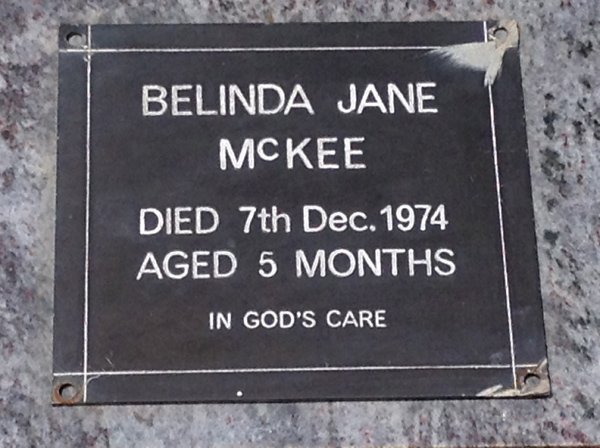 BELINDA JANE
McKEE
DIED 7th Dec. 1974
AGED 5 MONTHS
IN GOD'S CARE